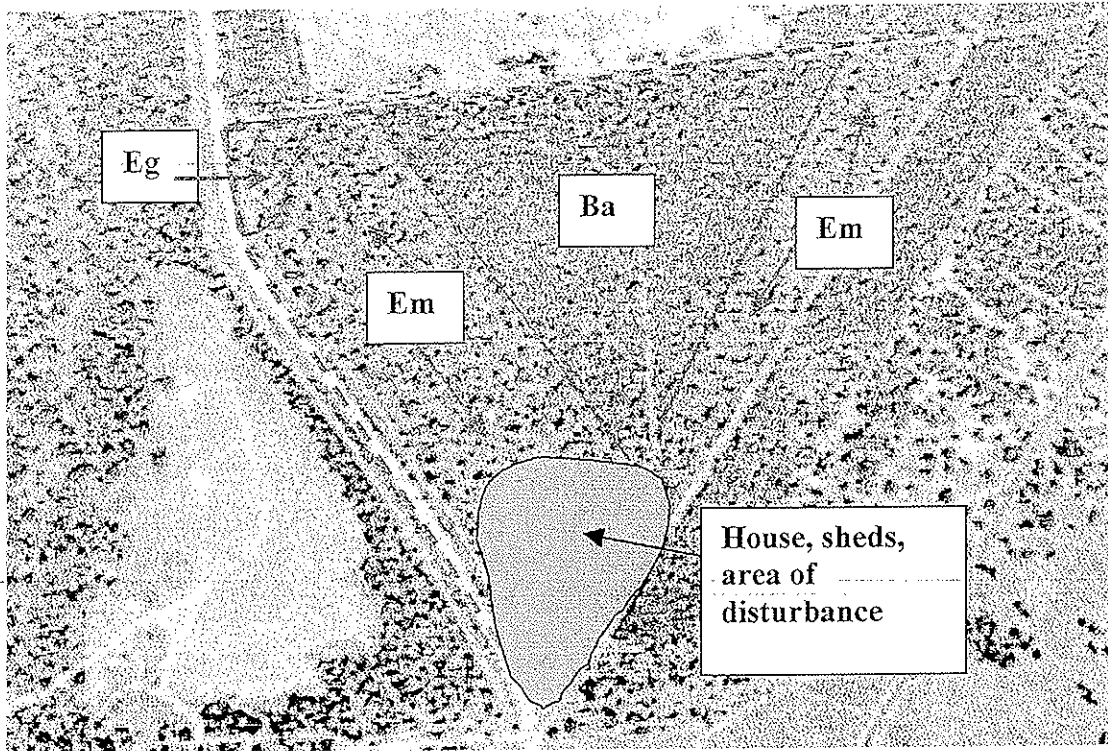 Eg
Ba
Em
Em
House, sheds,
area of
disturbance